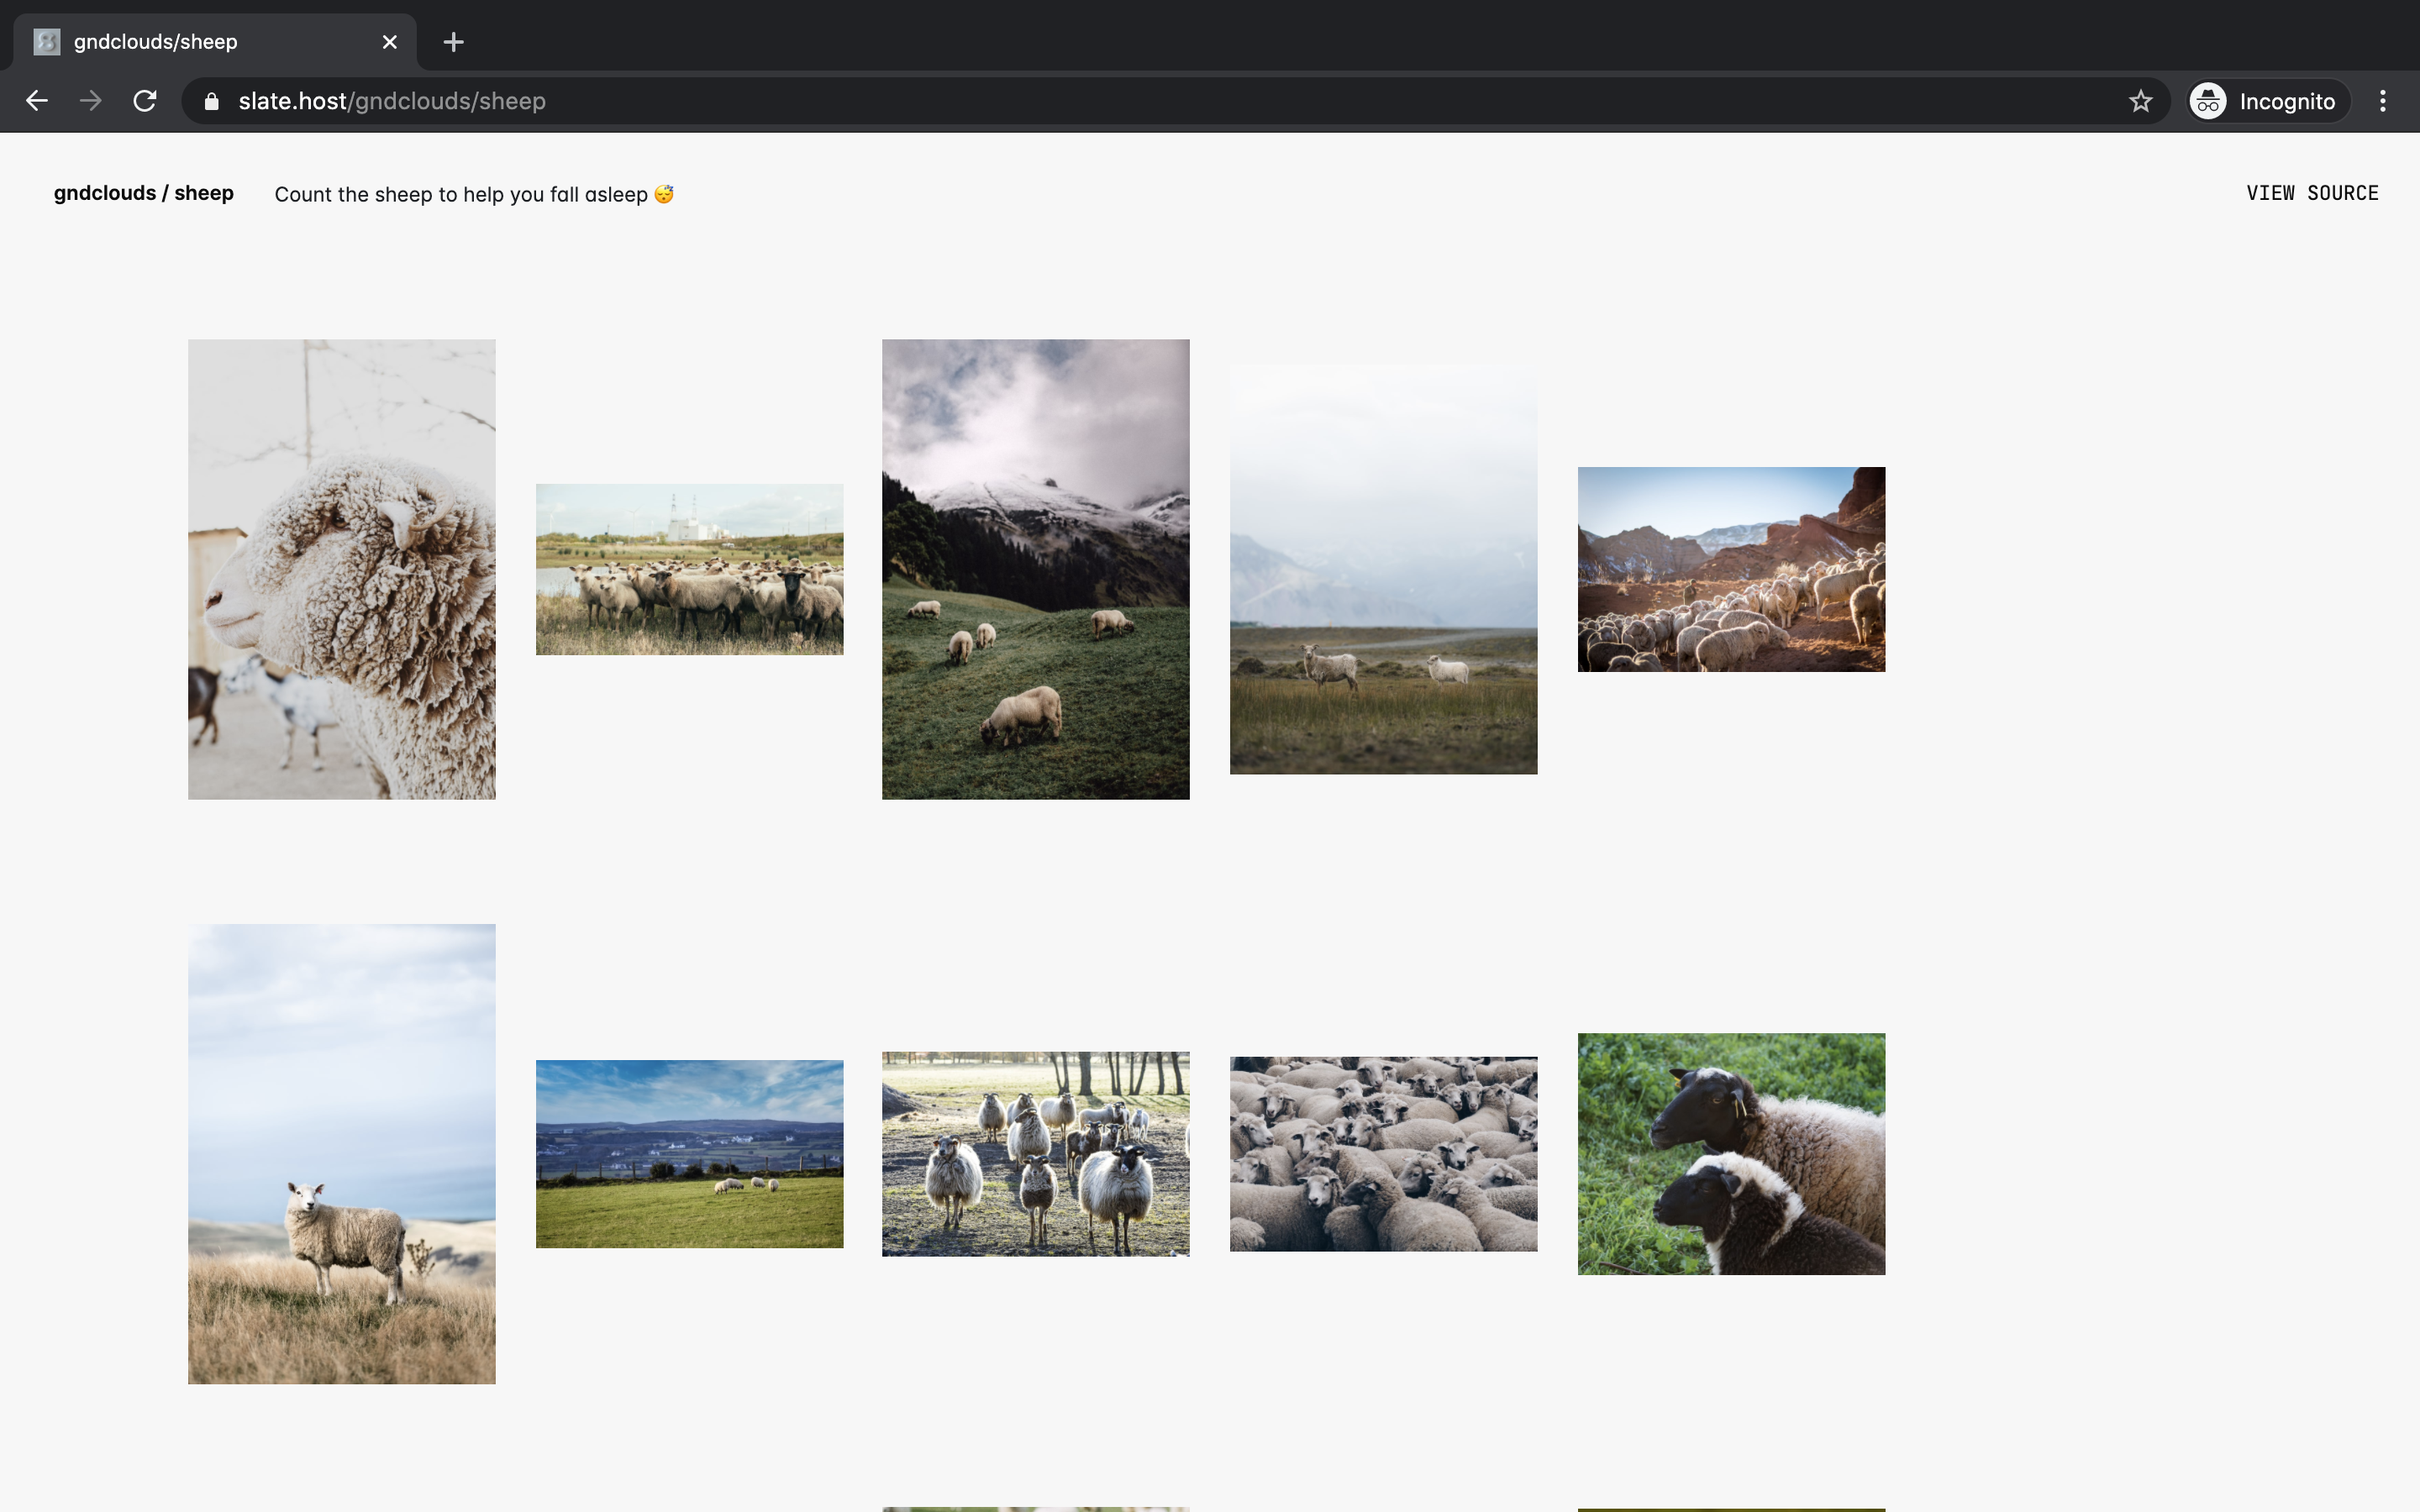 gndclouds/sheep
slate.host/gndclouds/sheep
Incognito
gndclouds / sheep
Count the sheep to help you fall asleep 😴
VIEW SOURCE